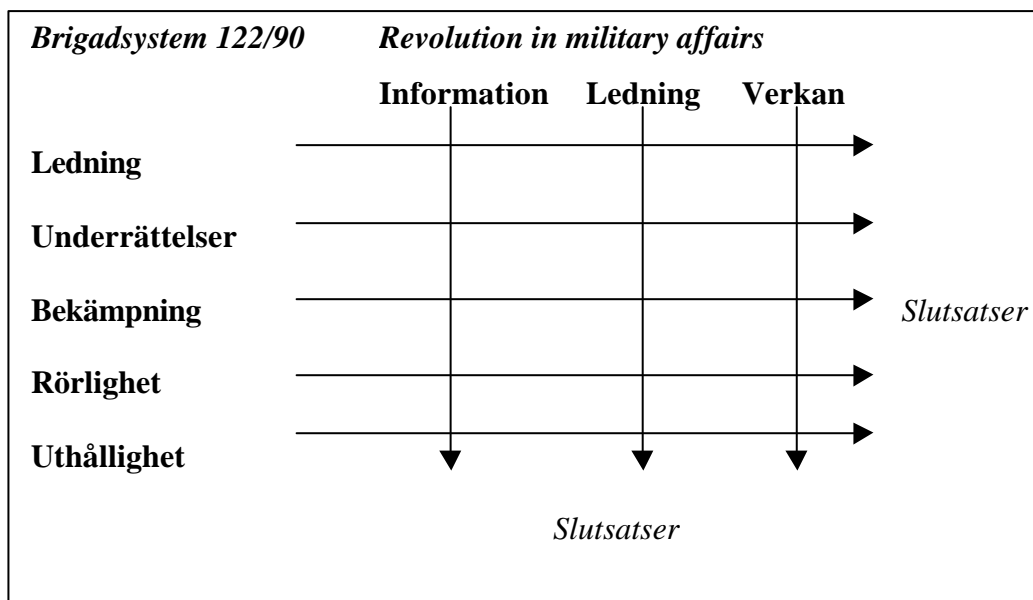 Brigadsystem 122/90 Revolution in military affairs
Information Ledning Verkan
Ledning
Underrättelser
Bekämpning Slutsatser
Rörlighet
Uthållighet
Slutsatser